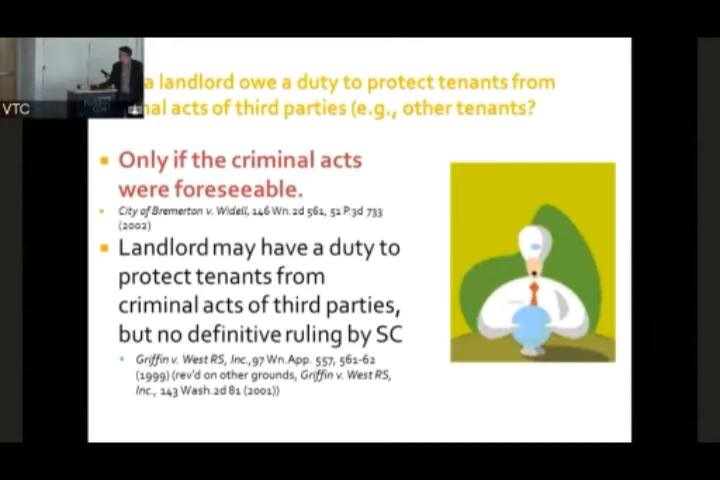 a landlord owe a duty to protect tenants from
nal acts of third parties (e.g., other tenants?
VTC
Only if the criminal acts
were foreseeable.
City of Bremerton v. Widell, 146 Wn.2d 561, 51 P.3d 733
(2002)
Landlord may have a duty to
protect tenants from
criminal acts of third parties,
but no definitive ruling by SC
Griffin v. West RS, Inc., 97 Wn.App. 557, 561-62
(1999) (rev'd on other grounds, Griffin v. West RS,
Inc., 143 Wash.2d 81 (2001))